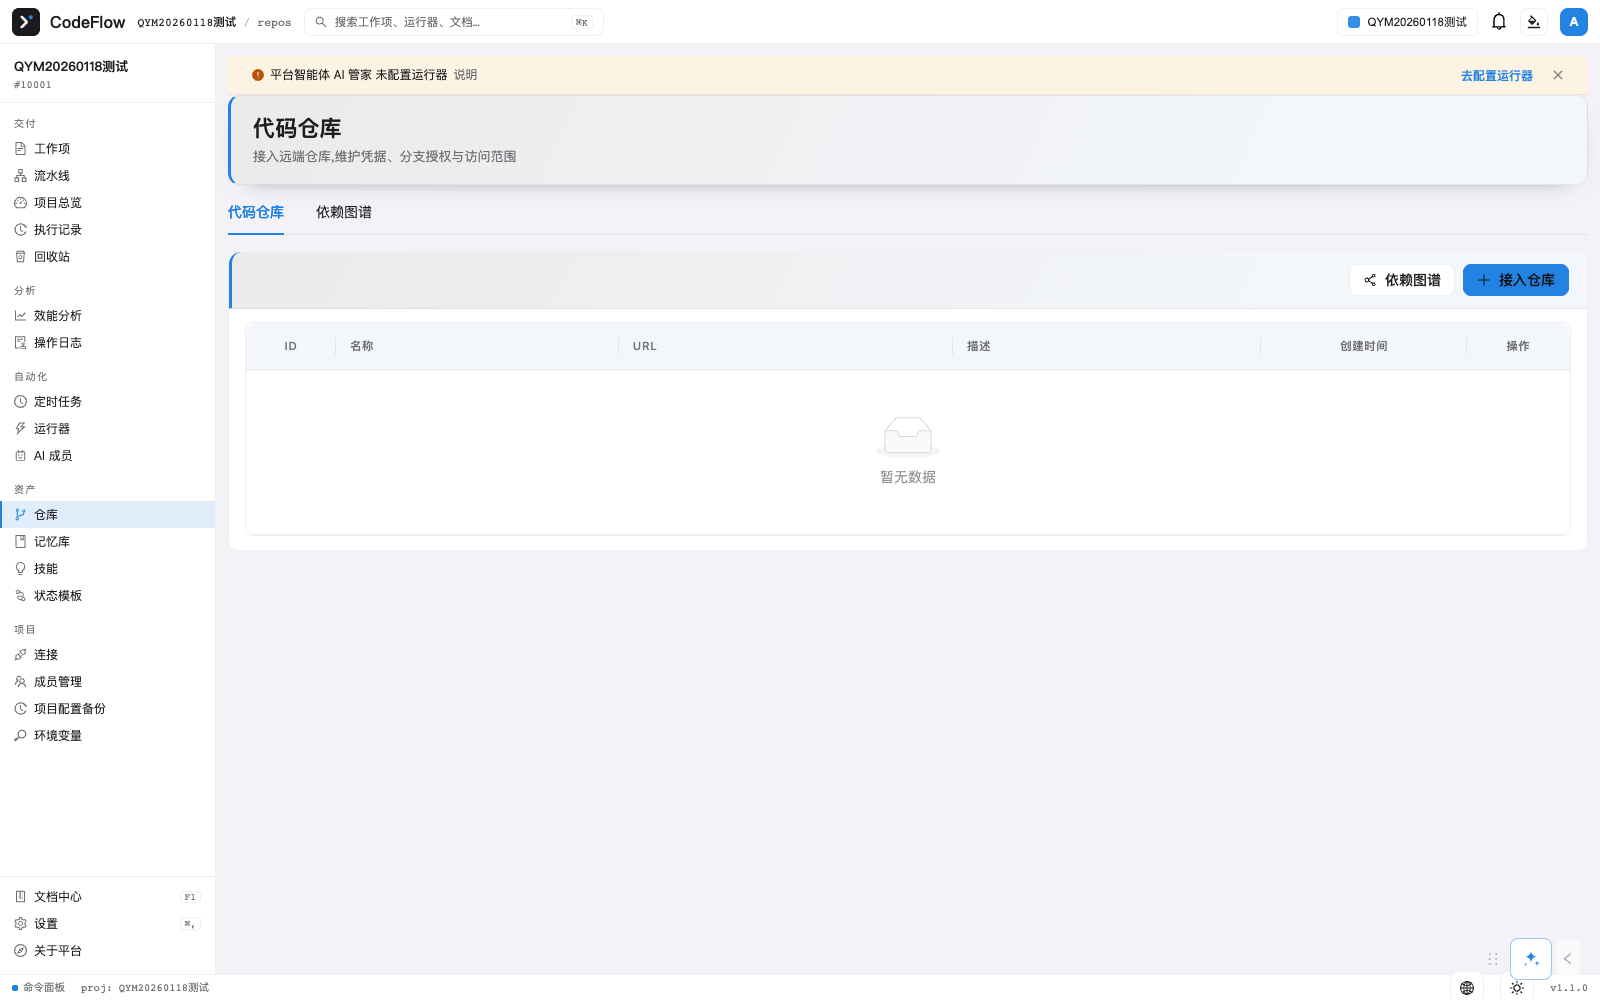 CodeFlow QYM20260118测试 / repos 搜索工作项、运行器、文档... ⌘K QYM20260118测试 A
QYM20260118测试
#10001
交付
工作项
流水线
项目总览
执行记录
回收站
分析
效能分析
操作日志
自动化
定时任务
运行器
AI 成员
资产
仓库
记忆库
技能
状态模板
项目
连接
成员管理
项目配置备份
环境变量
文档中心 F1
设置 ⌘,
关于平台
平台智能体 AI 管家 未配置运行器 说明 去配置运行器
代码仓库
接入远端仓库,维护凭据、分支授权与访问范围
代码仓库 依赖图谱
依赖图谱 接入仓库
ID 名称 URL 描述 创建时间 操作
暂无数据
命令面板 proj: QYM20260118测试 v1.1.0